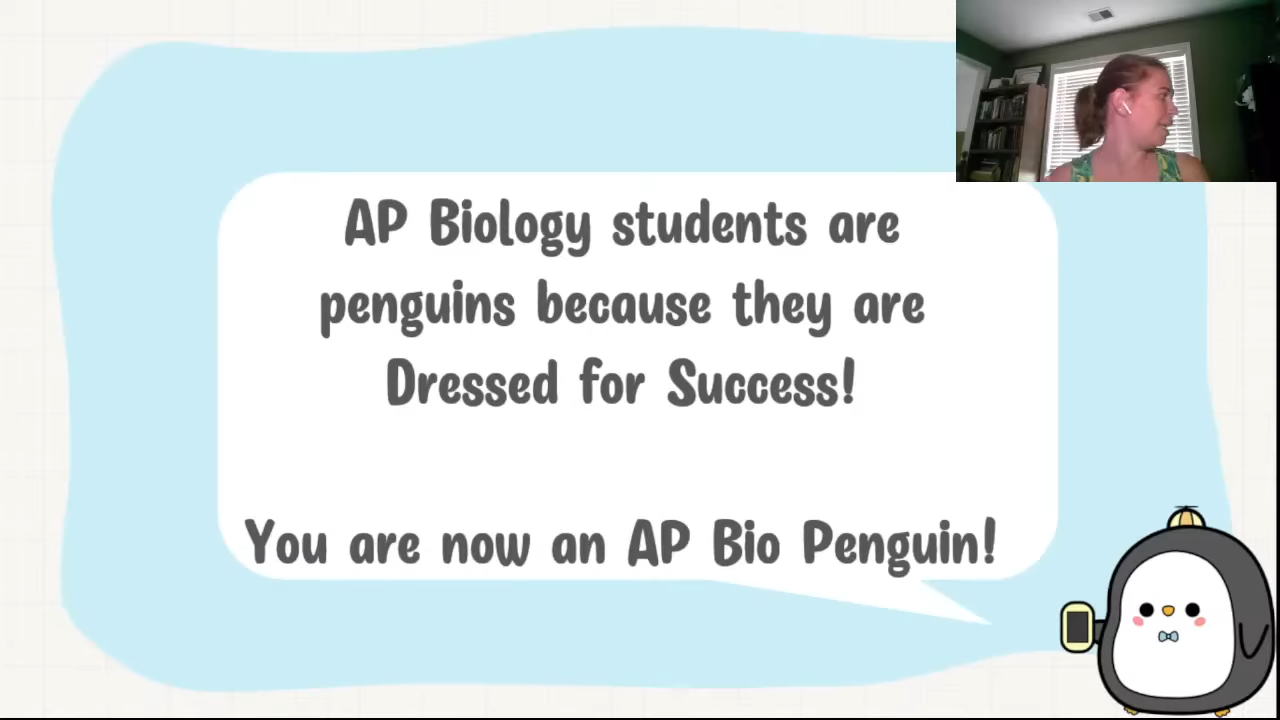 AP Biology students are
penguins because they are
Dressed for Success!
You are now an AP Bio Penguin!